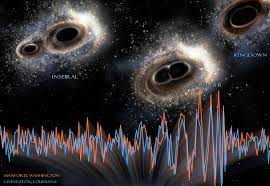 INSPIRAL
MERGER
RINGDOWN
HANFORD, WASHINGTON
LIVINGSTON, LOUISIANA